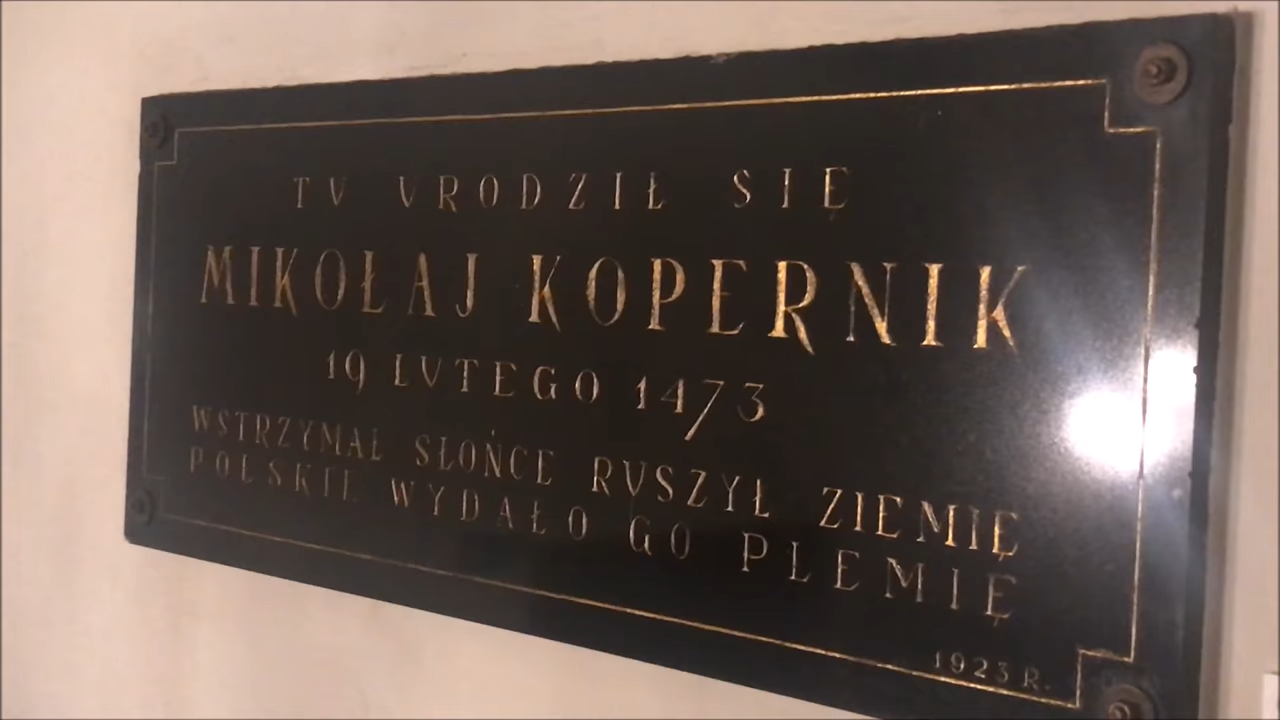 TV VRODZIŁ SIĘ
MIKOŁAJ KOPERNIK
19 LVTEGO 1473
WSTRZYMAŁ SŁOŃCE RVSZYŁ ZIEMIĘ
POLSKIE WYDAŁO GO PLEMIĘ
1923 R.